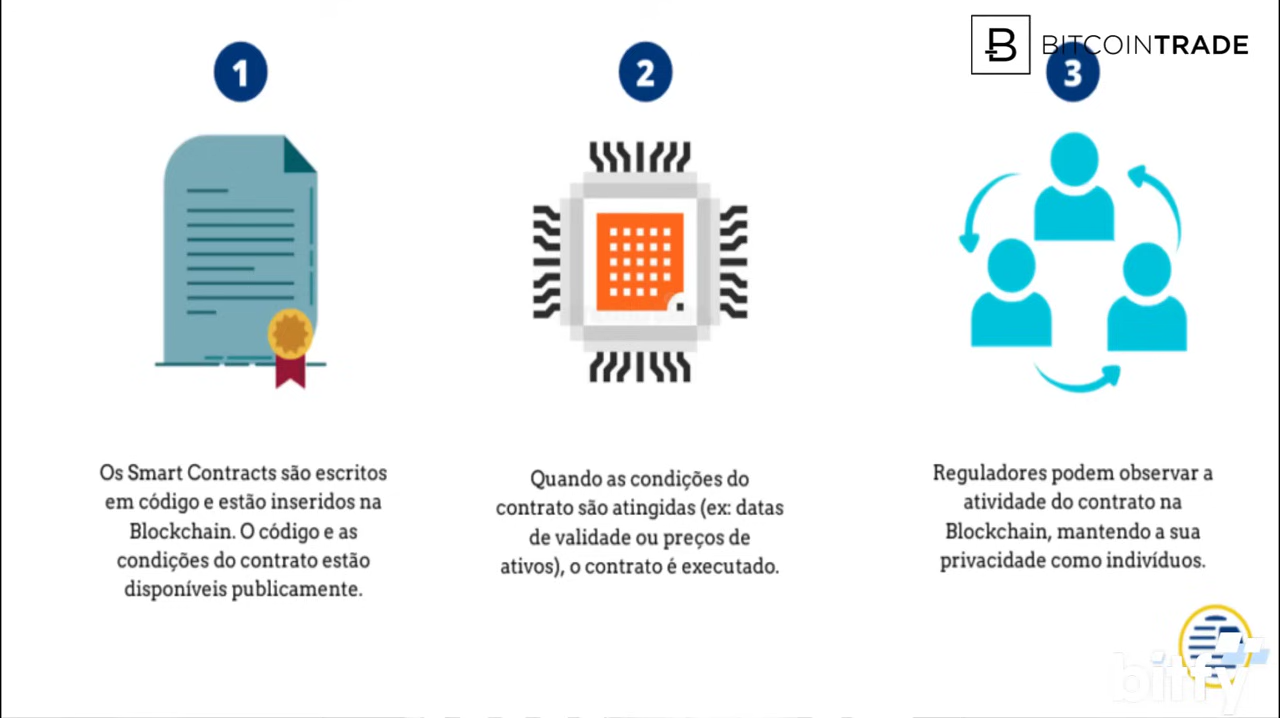 1
2
BITCOINTRADE
3
Os Smart Contracts são escritos
em código e estão inseridos na
Blockchain. O código e as
condições do contrato estão
disponíveis publicamente.
Quando as condições do
contrato são atingidas (ex: datas
de validade ou preços de
ativos), o contrato é executado.
Reguladores podem observar a
atividade do contrato na
Blockchain, mantendo a sua
privacidade como indivíduos.
bitfy